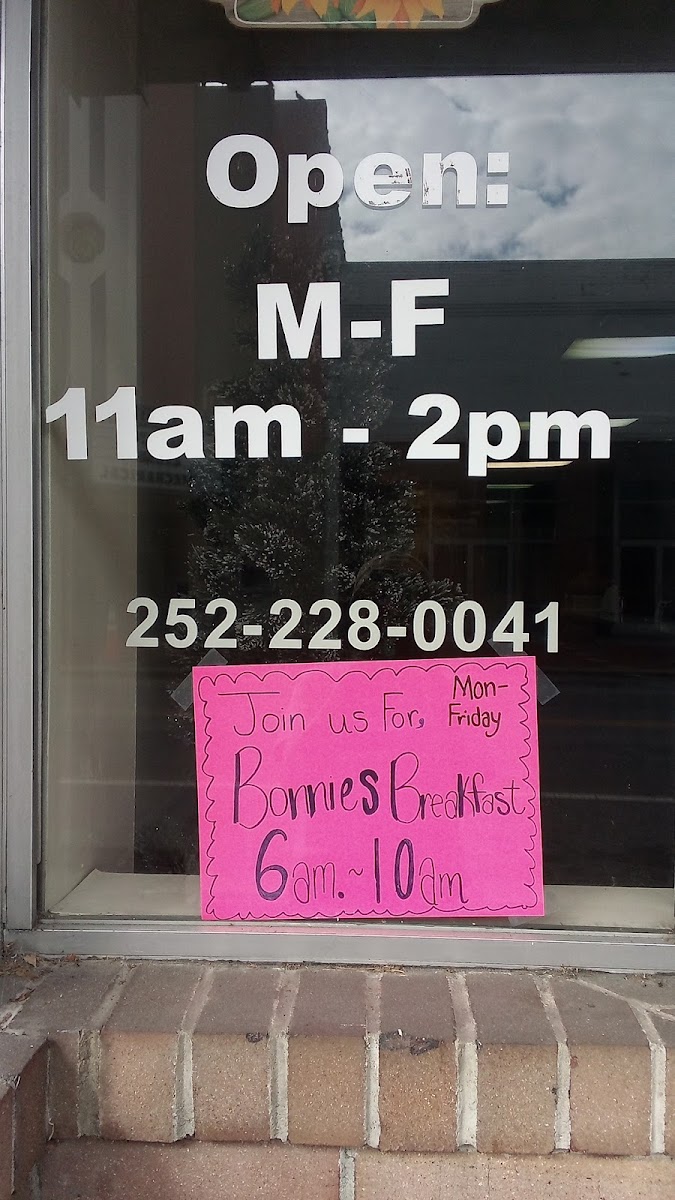 Open:
M-F
11am - 2pm
252-228-0041
Join us For, Mon-Friday
Bonnies Breakfast
6am.~10am